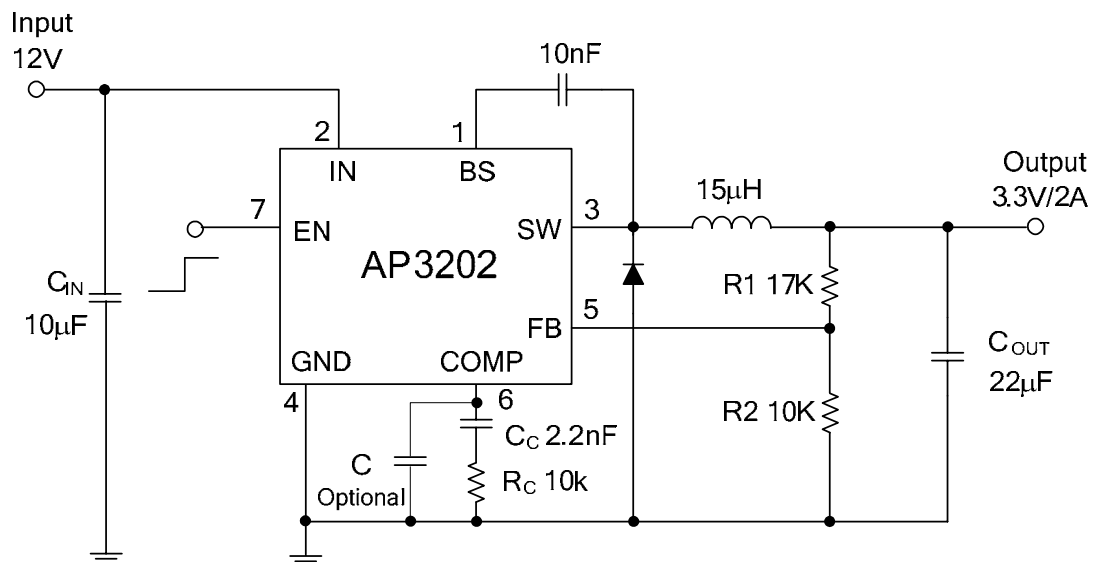 Input
12V
10nF
2
1
IN
BS
Output
3.3V/2A
15µH
7
3
EN
SW
AP3202
CIN
10µF
R1 17K
5
FB
GND
COMP
COUT
22µF
4
6
R2 10K
CC 2.2nF
C
Optional
RC 10k